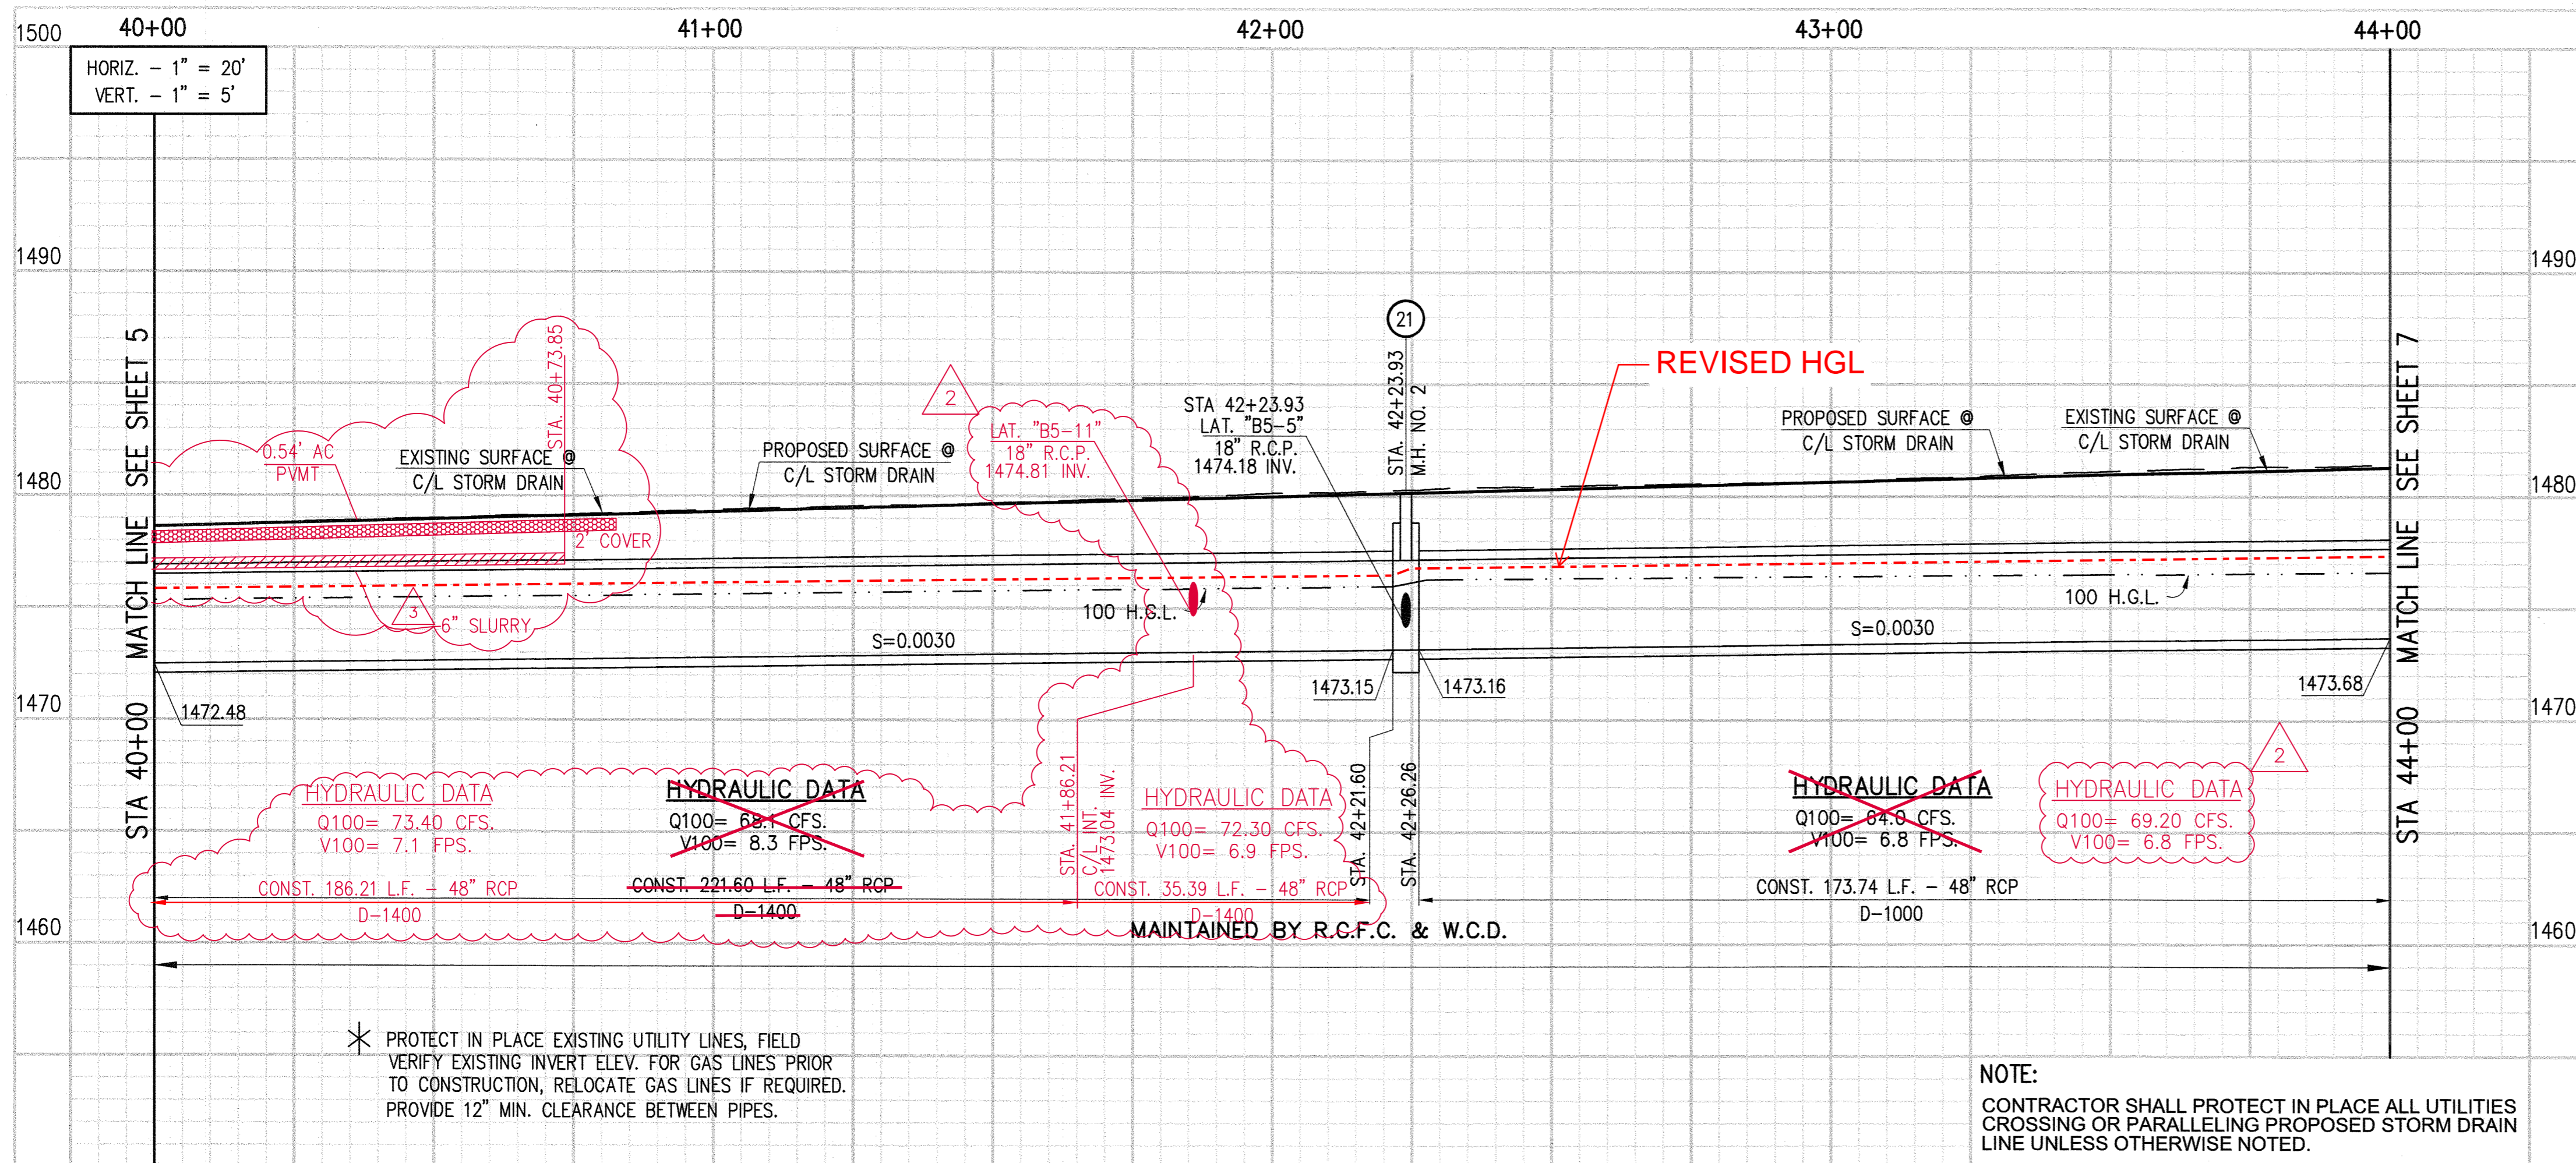 40+00
41+00
42+00
43+00
44+00
1500
HORIZ. - 1" = 20'
VERT. - 1" = 5'
1490
1490
1480
1480
1470
1470
1460
1460
STA 40+00 MATCH LINE SEE SHEET 5
STA 44+00 MATCH LINE SEE SHEET 7
STA. 40+73.85
0.54' AC
PVMT
EXISTING SURFACE @
C/L STORM DRAIN
2' COVER
3
6" SLURRY
PROPOSED SURFACE @
C/L STORM DRAIN
2
LAT. "B5-11"
18" R.C.P.
1474.81 INV.
STA 42+23.93
LAT. "B5-5"
18" R.C.P.
1474.18 INV.
21
STA. 42+23.93
M.H. NO. 2
REVISED HGL
PROPOSED SURFACE @
C/L STORM DRAIN
EXISTING SURFACE @
C/L STORM DRAIN
100 H.G.L.
100 H.G.L.
S=0.0030
S=0.0030
1472.48
1473.15
1473.16
1473.68
HYDRAULIC DATA
Q100= 73.40 CFS.
V100= 7.1 FPS.
CONST. 186.21 L.F. - 48" RCP
D-1400
HYDRAULIC DATA
Q100= 68.1 CFS.
V100= 8.3 FPS.
CONST. 221.60 L.F. - 48" RCP
D-1400
STA. 41+86.21
C/L INT.
1473.04 INV.
HYDRAULIC DATA
Q100= 72.30 CFS.
V100= 6.9 FPS.
CONST. 35.39 L.F. - 48" RCP
D-1400
STA. 42+21.60
STA. 42+26.26
HYDRAULIC DATA
Q100= 64.0 CFS.
V100= 6.8 FPS.
CONST. 173.74 L.F. - 48" RCP
D-1000
2
HYDRAULIC DATA
Q100= 69.20 CFS.
V100= 6.8 FPS.
MAINTAINED BY R.C.F.C. & W.C.D.
PROTECT IN PLACE EXISTING UTILITY LINES, FIELD
VERIFY EXISTING INVERT ELEV. FOR GAS LINES PRIOR
TO CONSTRUCTION, RELOCATE GAS LINES IF REQUIRED.
PROVIDE 12" MIN. CLEARANCE BETWEEN PIPES.
NOTE:
CONTRACTOR SHALL PROTECT IN PLACE ALL UTILITIES
CROSSING OR PARALLELING PROPOSED STORM DRAIN
LINE UNLESS OTHERWISE NOTED.